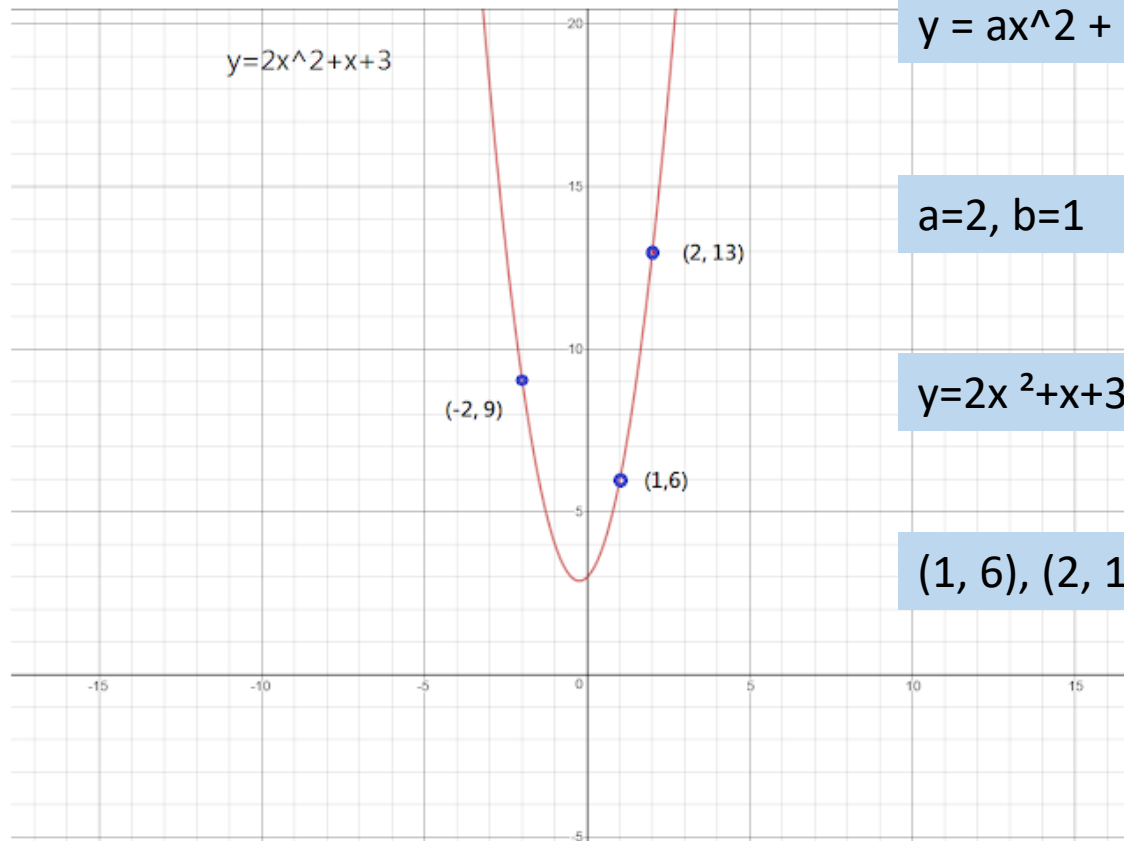 20
y = ax^2 +
y=2x^2+x+3
15
a=2, b=1
(2, 13)
10
y=2x ²+x+3
(-2, 9)
(1,6)
5
(1, 6), (2, 1
-15 -10 -5 0 5 10 15
-5